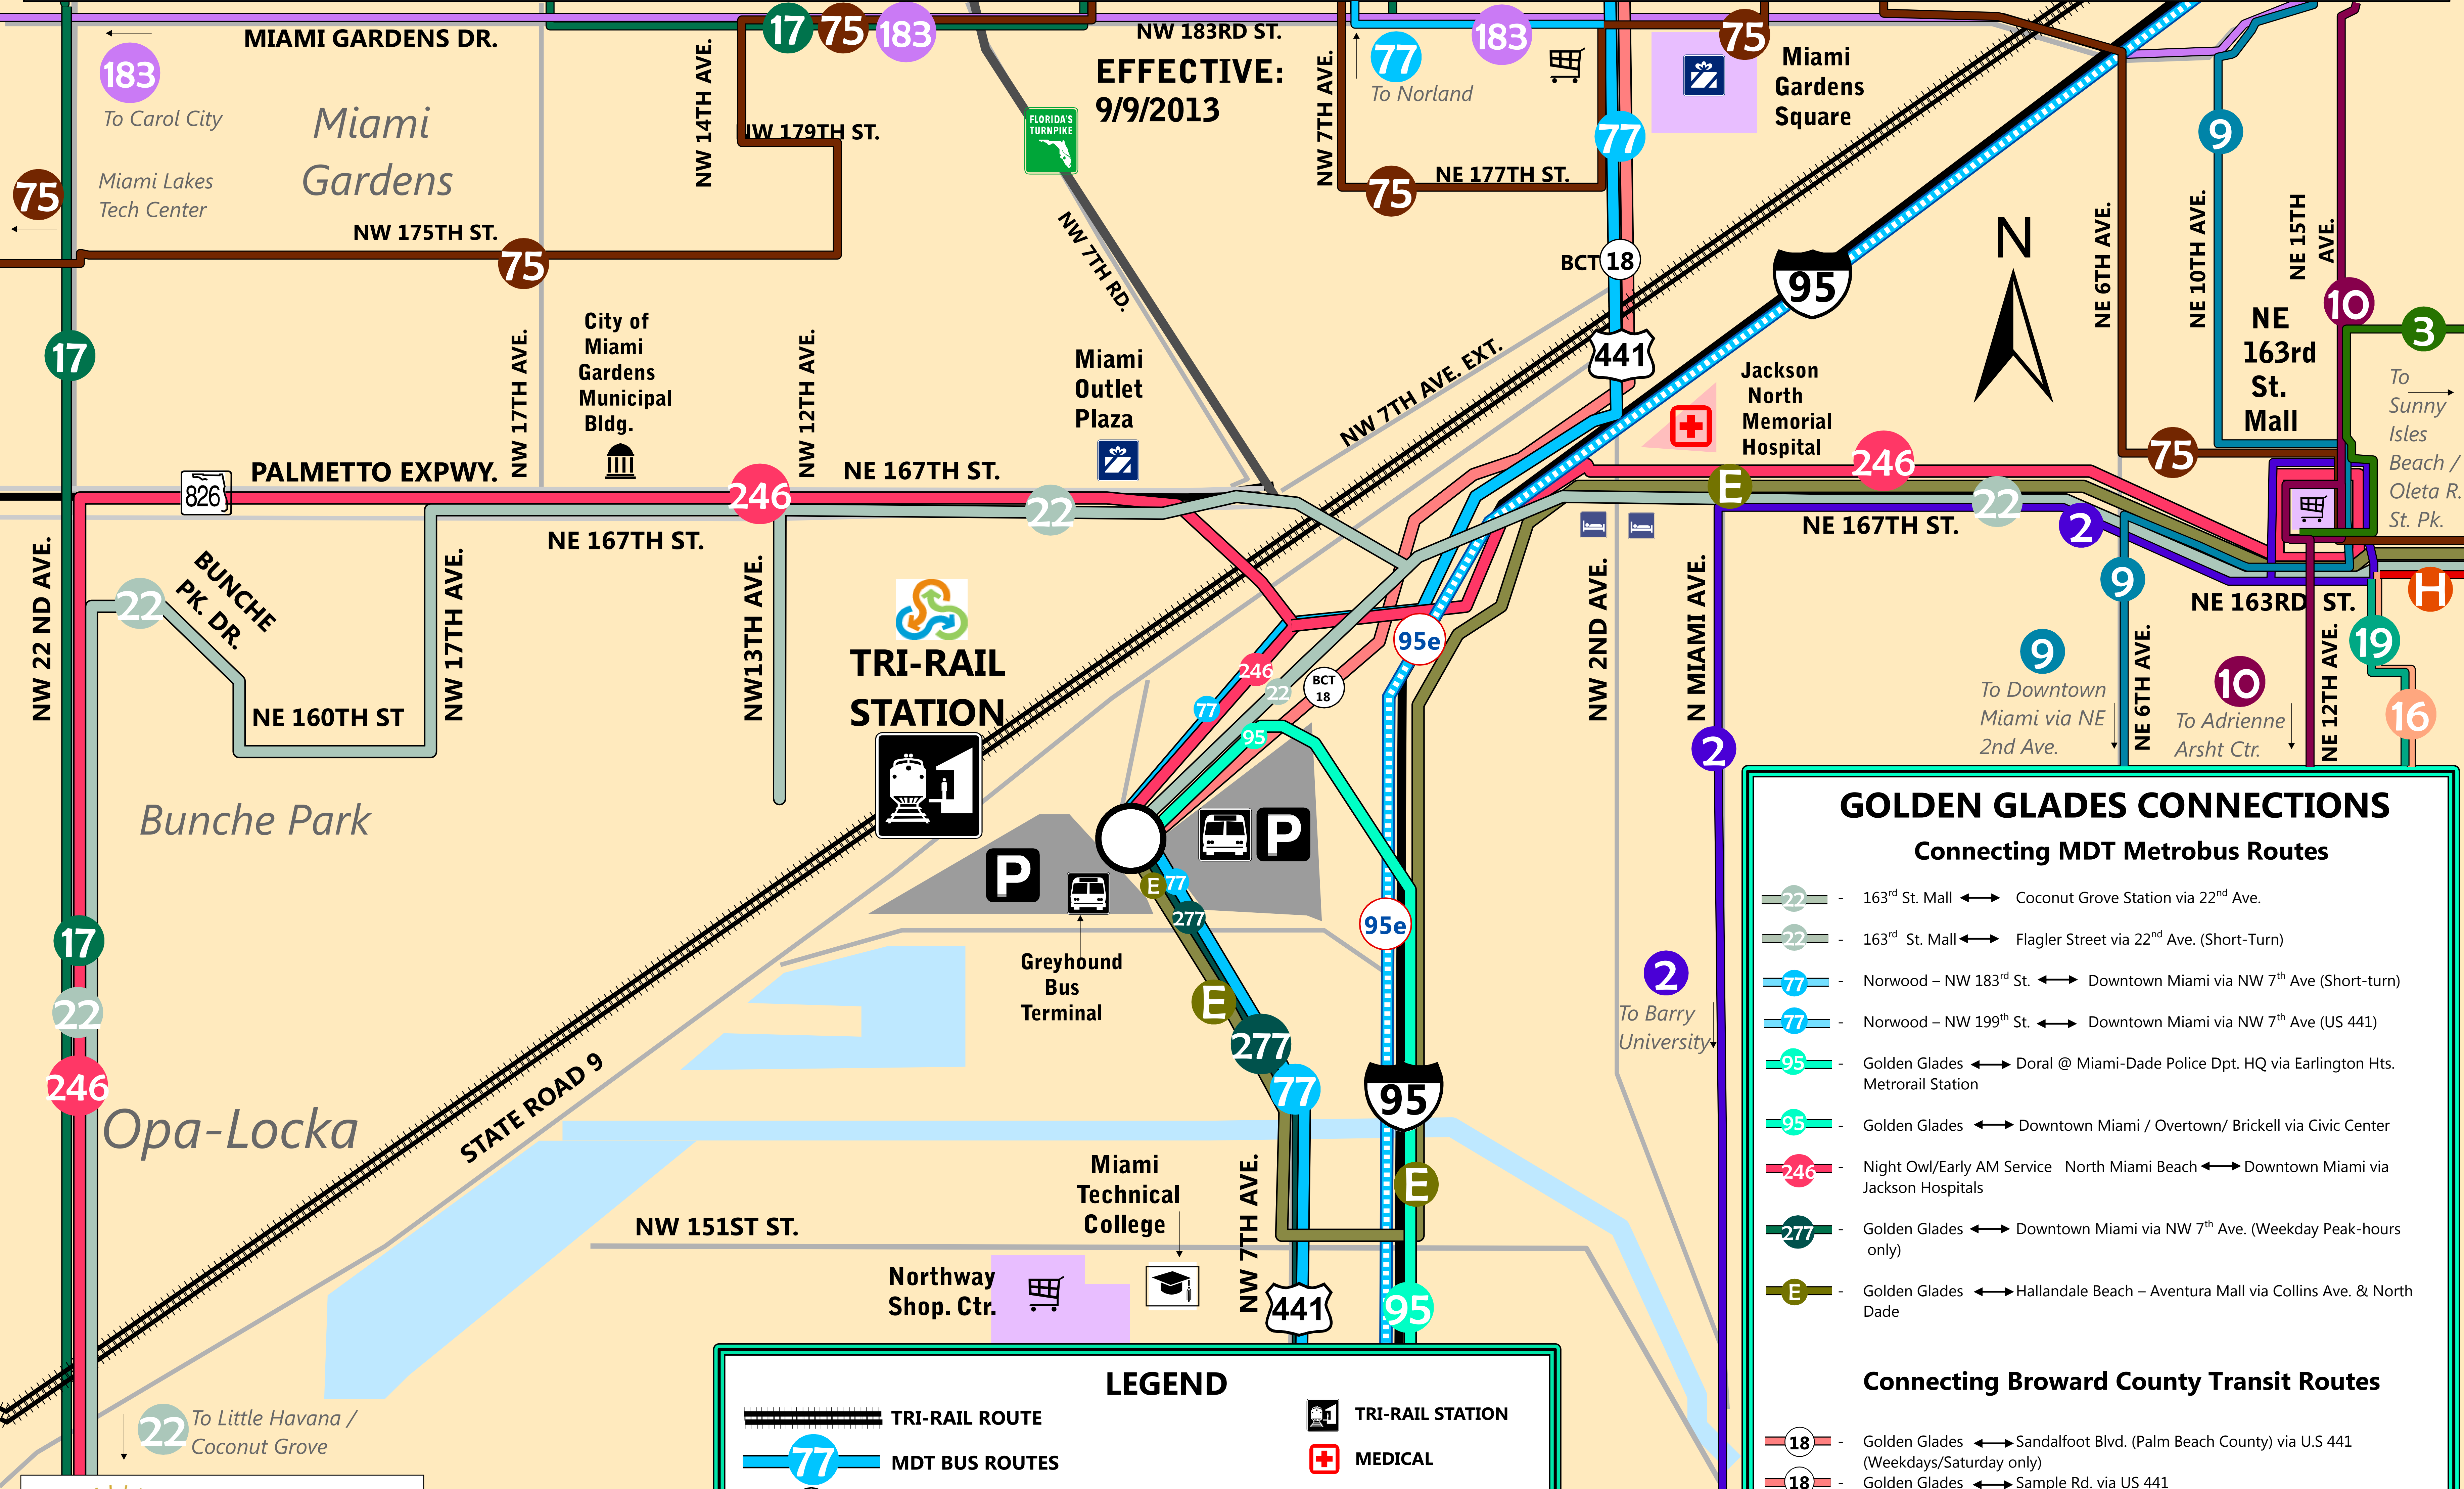 MIAMI GARDENS DR.
17
75
183
NW 183RD ST.
183
75
183
To Carol City
Miami
Gardens
Miami Lakes
Tech Center
75
NW 14TH AVE.
NW 179TH ST.
EFFECTIVE:
9/9/2013
FLORIDA'S
TURNPIKE
NW 7TH AVE.
77
To Norland
77
Miami
Gardens
Square
NE 177TH ST.
75
9
NW 175TH ST.
75
NW 7TH RD.
BCT
18
95
N
NE 6TH AVE.
NE 10TH AVE.
NE 15TH
AVE.
10
3
NE
163rd
St.
Mall
To
Sunny
Isles
Beach /
Oleta R.
St. Pk.
17
NW 17TH AVE.
City of
Miami
Gardens
Municipal
Bldg.
NW 12TH AVE.
Miami
Outlet
Plaza
NW 7TH AVE. EXT.
441
Jackson
North
Memorial
Hospital
75
826
PALMETTO EXPWY.
246
NE 167TH ST.
22
246
E
22
NE 167TH ST.
2
NE 167TH ST.
NW 22 ND AVE.
22
BUNCHE
PK. DR.
NE 160TH ST
NW 17TH AVE.
NW13TH AVE.
TRI-RAIL
STATION
95e
246
22
BCT
18
77
95
NW 2ND AVE.
N MIAMI AVE.
9
NE 163RD ST.
H
19
16
9
To Downtown
Miami via NE
2nd Ave.
NE 6TH AVE.
10
To Adrienne
Arsht Ctr.
NE 12TH AVE.
2
Bunche Park
P
P
E
77
277
95e
Greyhound
Bus
Terminal
E
277
77
95
17
22
246
Opa-Locka
STATE ROAD 9
2
To Barry
University
Miami
Technical
College
NW 7TH AVE.
E
NW 151ST ST.
Northway
Shop. Ctr.
441
95
22
To Little Havana /
Coconut Grove
LEGEND
TRI-RAIL ROUTE
TRI-RAIL STATION
77
MDT BUS ROUTES
MEDICAL
GOLDEN GLADES CONNECTIONS
Connecting MDT Metrobus Routes
22 - 163rd St. Mall Coconut Grove Station via 22nd Ave.
22 - 163rd St. Mall Flagler Street via 22nd Ave. (Short-Turn)
77 - Norwood – NW 183rd St. Downtown Miami via NW 7th Ave (Short-turn)
77 - Norwood – NW 199th St. Downtown Miami via NW 7th Ave (US 441)
95 - Golden Glades Doral @ Miami-Dade Police Dpt. HQ via Earlington Hts.
Metrorail Station
95 - Golden Glades Downtown Miami / Overtown/ Brickell via Civic Center
246 - Night Owl/Early AM Service North Miami Beach Downtown Miami via
Jackson Hospitals
277 - Golden Glades Downtown Miami via NW 7th Ave. (Weekday Peak-hours
only)
E - Golden Glades Hallandale Beach – Aventura Mall via Collins Ave. & North
Dade
Connecting Broward County Transit Routes
18 - Golden Glades Sandalfoot Blvd. (Palm Beach County) via U.S 441
(Weekdays/Saturday only)
18 - Golden Glades Sample Rd. via US 441